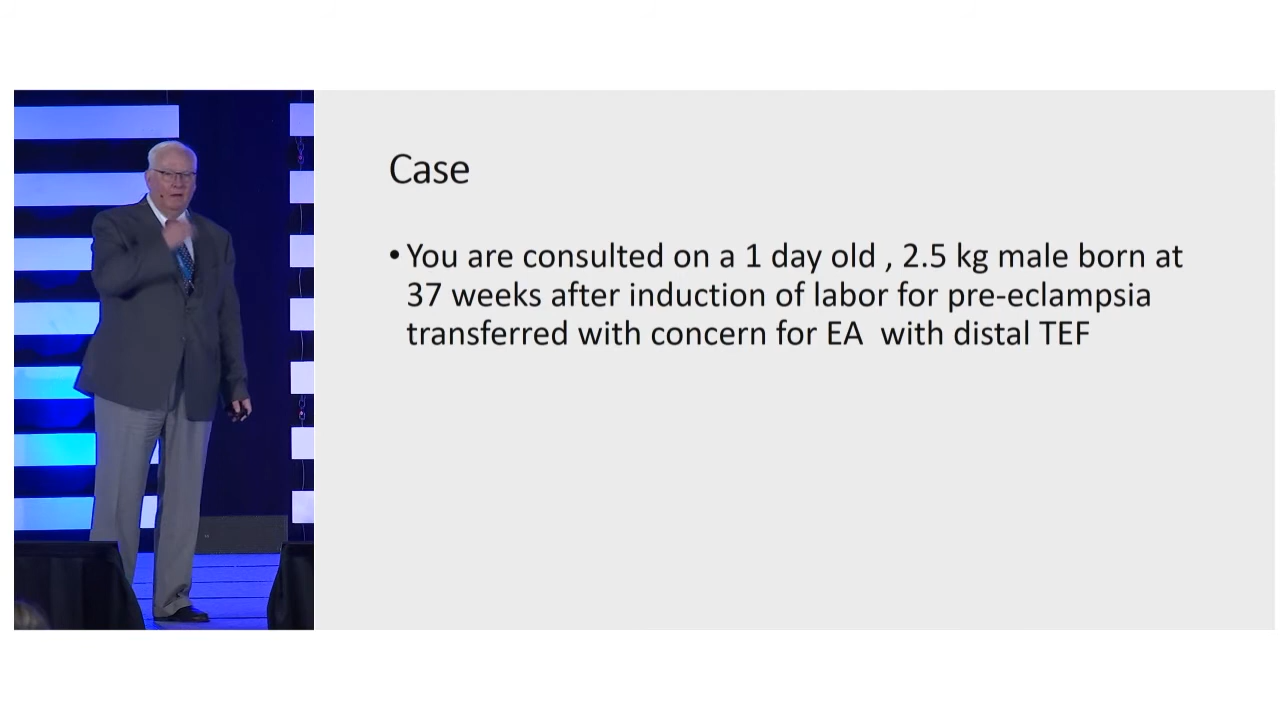 Case
• You are consulted on a 1 day old , 2.5 kg male born at
37 weeks after induction of labor for pre-eclampsia
transferred with concern for EA  with distal TEF